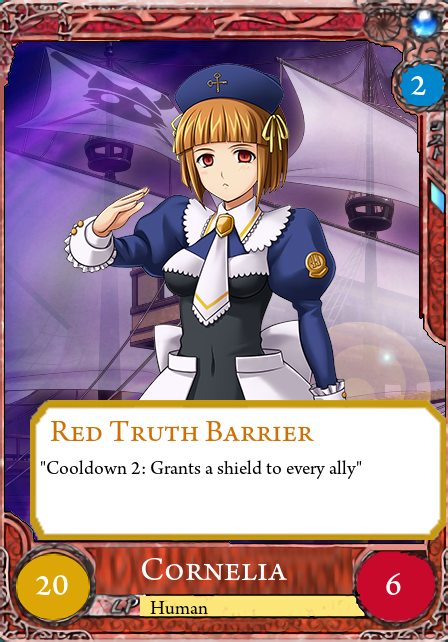 2
Red Truth Barrier
"Cooldown 2: Grants a shield to every ally"
Cornelia
20
6
LP
Human